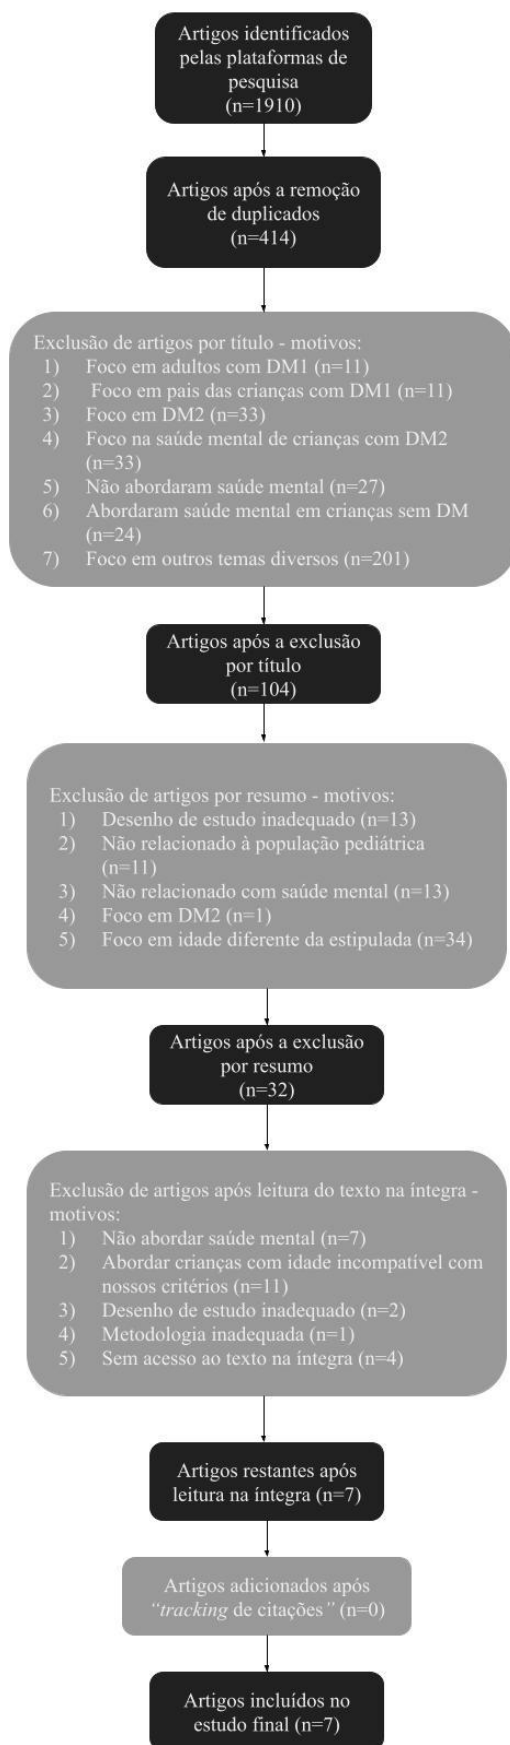 Artigos identificados
pelas plataformas de
pesquisa
(n=1910)
Artigos após a remoção
de duplicados
(n=414)
Exclusão de artigos por título - motivos:
1) Foco em adultos com DM1 (n=11)
2) Foco em pais das crianças com DM1 (n=11)
3) Foco em DM2 (n=33)
4) Foco na saúde mental de crianças com DM2
(n=33)
5) Não abordaram saúde mental (n=27)
6) Abordaram saúde mental em crianças sem DM
(n=24)
7) Foco em outros temas diversos (n=201)
Artigos após a exclusão
por título
(n=104)
Exclusão de artigos por resumo - motivos:
1) Desenho de estudo inadequado (n=13)
2) Não relacionado à população pediátrica
(n=11)
3) Não relacionado com saúde mental (n=13)
4) Foco em DM2 (n=1)
5) Foco em idade diferente da estipulada (n=34)
Artigos após a exclusão
por resumo
(n=32)
Exclusão de artigos após leitura do texto na íntegra -
motivos:
1) Não abordar saúde mental (n=7)
2) Abordar crianças com idade incompatível com
nossos critérios (n=11)
3) Desenho de estudo inadequado (n=2)
4) Metodologia inadequada (n=1)
5) Sem acesso ao texto na íntegra (n=4)
Artigos restantes após
leitura na íntegra (n=7)
Artigos adicionados após
“tracking de citações” (n=0)
Artigos incluídos no
estudo final (n=7)